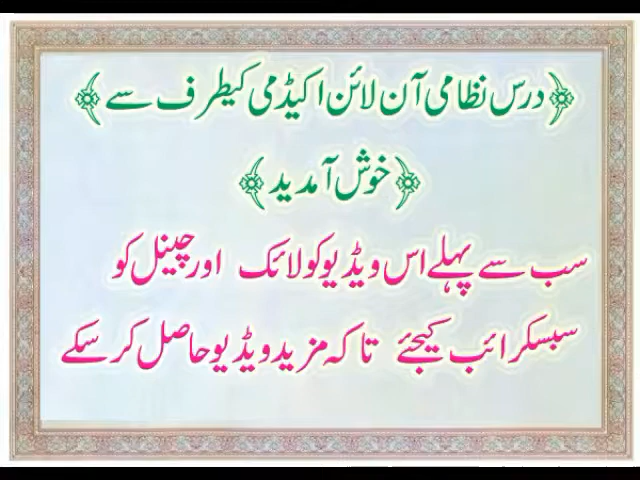 ﴿درس نظامی آن لائن اکیڈمی کیطرف سے﴾
﴿خوش آمدید﴾
سب سے پہلے اس ویڈیو کو لائک اور چینل کو
سبسکرائب کیجئے تاکہ مزید ویڈیو حاصل کر سکے